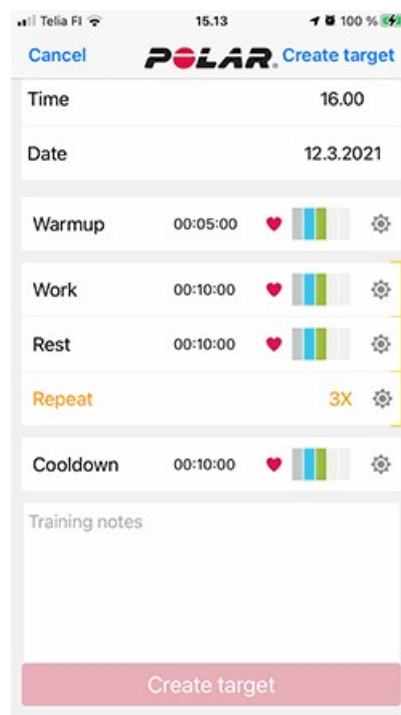 Telia FI 15.13 100 %
Cancel POLAR. Create target
Time 16.00
Date 12.3.2021
Warmup 00:05:00
Work 00:10:00
Rest 00:10:00
Repeat 3X
Cooldown 00:10:00
Training notes
Create target